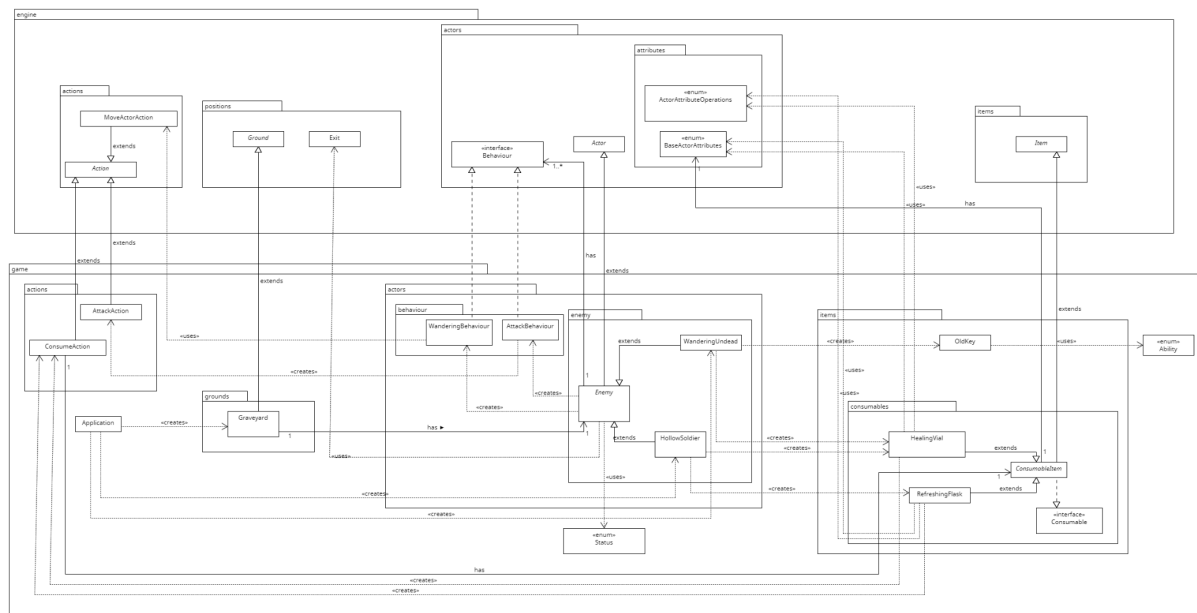 engine
actors
attributes
«enum»
ActorAttributeOperations
actions
MoveActorAction
extends
Action
positions
Ground
Exit
«interface»
Behaviour
1..*
Actor
«enum»
BaseActorAttributes
1
items
Item
«uses»
«uses»
has
extends
extends
extends
has
extends
game
actions
AttackAction
ConsumeAction
1
«uses»
«creates»
actors
behaviour
WanderingBehaviour
AttackBehaviour
enemy
WanderingUndead
extends
1
Enemy
1
«creates»
«creates»
extends
HollowSoldier
items
extends
«creates»
OldKey
«uses»
«enum»
Ability
«uses»
«uses»
consumables
HealingVial
extends
1
ConsumableItem
1
RefreshingFlask
extends
«interface»
Consumable
grounds
Graveyard
1
has ►
Application
«creates»
«uses»
«uses»
«creates»
«creates»
«creates»
«creates»
«creates»
«enum»
Status
has
«creates»
«creates»